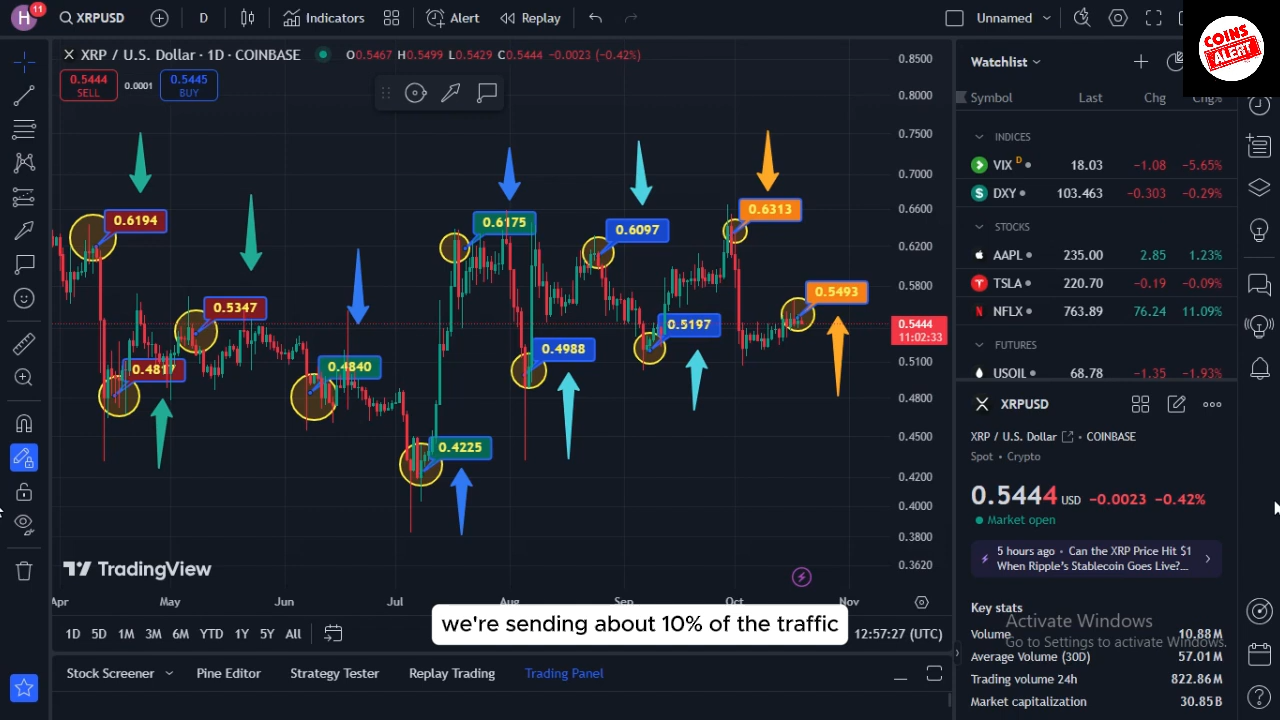 H 11 XRPUSD D Indicators Alert Replay Unnamed
COINS
ALERT
XRP / U.S. Dollar · 1D · COINBASE O0.5467 H0.5499 L0.5429 C0.5444 −0.0023 (−0.42%)
0.5444 SELL
0.0001
0.5445 BUY
0.6194
0.4817
0.5347
0.4840
0.4225
0.6175
0.4988
0.6097
0.5197
0.6313
0.5493
0.8500
0.8000
0.7500
0.7000
0.6600
0.6200
0.5800
0.5444
11:02:33
0.5100
0.4800
0.4500
0.4200
0.4000
0.3800
0.3620
TradingView
Apr May Jun Jul Aug Sep Oct Nov
we're sending about 10% of the traffic
1D 5D 1M 3M 6M YTD 1Y 5Y All
12:57:27 (UTC)
Stock Screener Pine Editor Strategy Tester Replay Trading Trading Panel
Watchlist
Symbol Last Chg Chg%
INDICES
VIX D 18.03 −1.08 −5.65%
DXY 103.463 −0.303 −0.29%
STOCKS
AAPL 235.00 2.85 1.23%
TSLA 220.70 −0.19 −0.09%
NFLX 763.89 76.24 11.09%
FUTURES
USOIL 68.78 −1.35 −1.93%
XRPUSD
XRP / U.S. Dollar COINBASE
Spot • Crypto
0.5444 USD −0.0023 −0.42%
Market open
5 hours ago • Can the XRP Price Hit $1
When Ripple's Stablecoin Goes Live?...
Key stats
Activate Windows
Go to Settings to activate Windows.
Volume 10.88M
Average Volume (30D) 57.01M
Trading volume 24h 822.86M
Market capitalization 30.85B